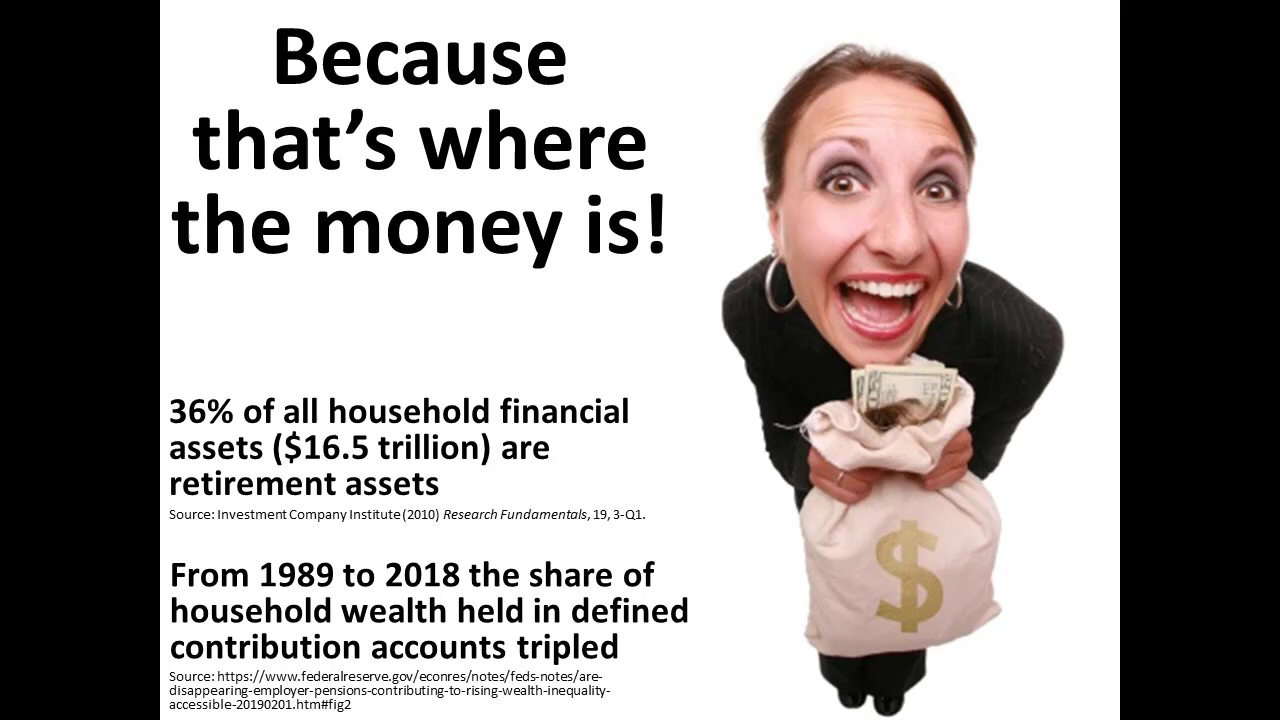 Because
that’s where
the money is!
36% of all household financial
assets ($16.5 trillion) are
retirement assets
Source: Investment Company Institute (2010) Research Fundamentals, 19, 3-Q1.
From 1989 to 2018 the share of
household wealth held in defined
contribution accounts tripled
Source: https://www.federalreserve.gov/econres/notes/feds-notes/are-
disappearing-employer-pensions-contributing-to-rising-wealth-inequality-
accessible-20190201.htm#fig2
$